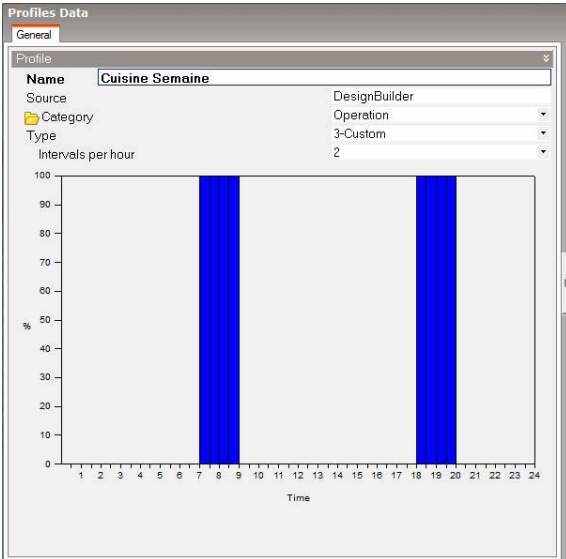 Profiles Data
General
Profile
Name Cuisine Semaine
Source DesignBuilder
Category Operation
Type 3-Custom
Intervals per hour 2
100
90
80
70
60
50
%
40
30
20
10
0
1 2 3 4 5 6 7 8 9 10 11 12 13 14 15 16 17 18 19 20 21 22 23 24
Time